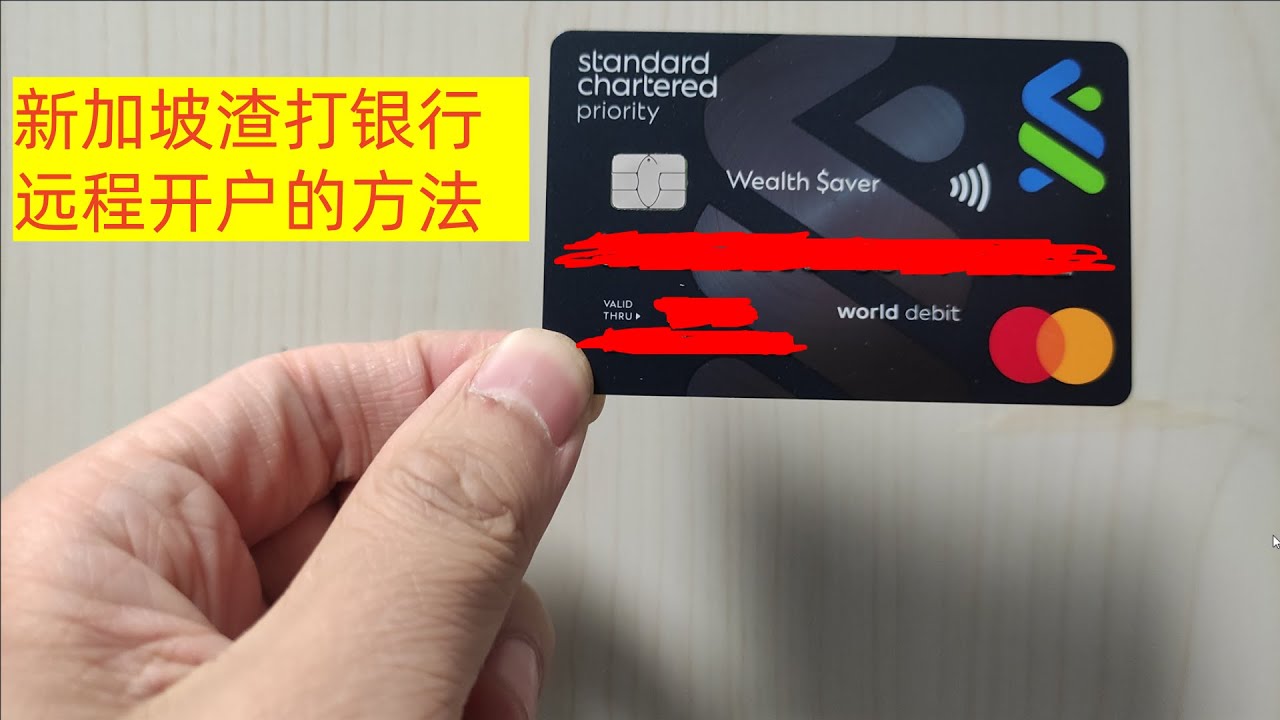 新加坡渣打银行
远程开户的方法
standard
chartered
priority
Wealth $aver
VALID
THRU
world debit